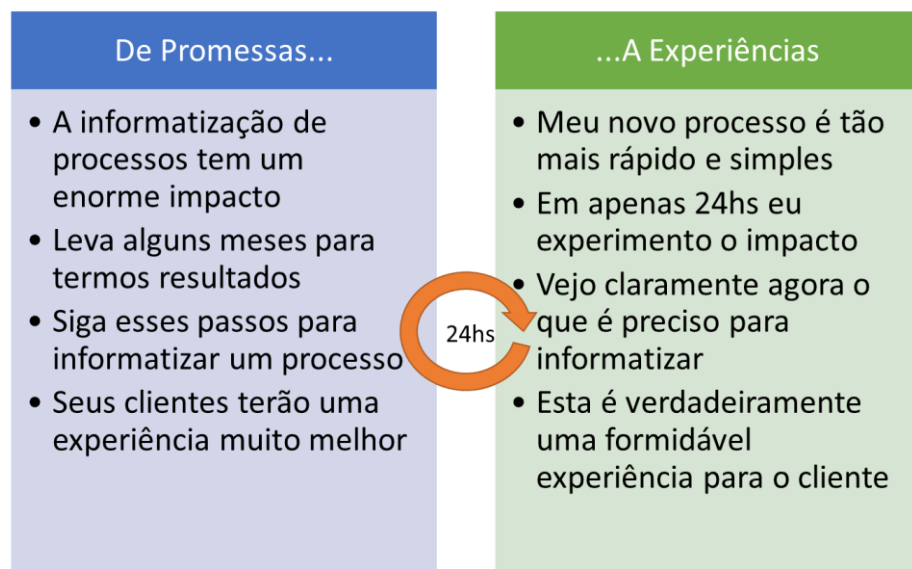 De Promessas...
• A informatização de
processos tem um
enorme impacto
• Leva alguns meses para
termos resultados
• Siga esses passos para
informatizar um processo
• Seus clientes terão uma
experiência muito melhor
24hs
...A Experiências
• Meu novo processo é tão
mais rápido e simples
• Em apenas 24hs eu
experimento o impacto
• Vejo claramente agora o
que é preciso para
informatizar
• Esta é verdadeiramente
uma formidável
experiência para o cliente